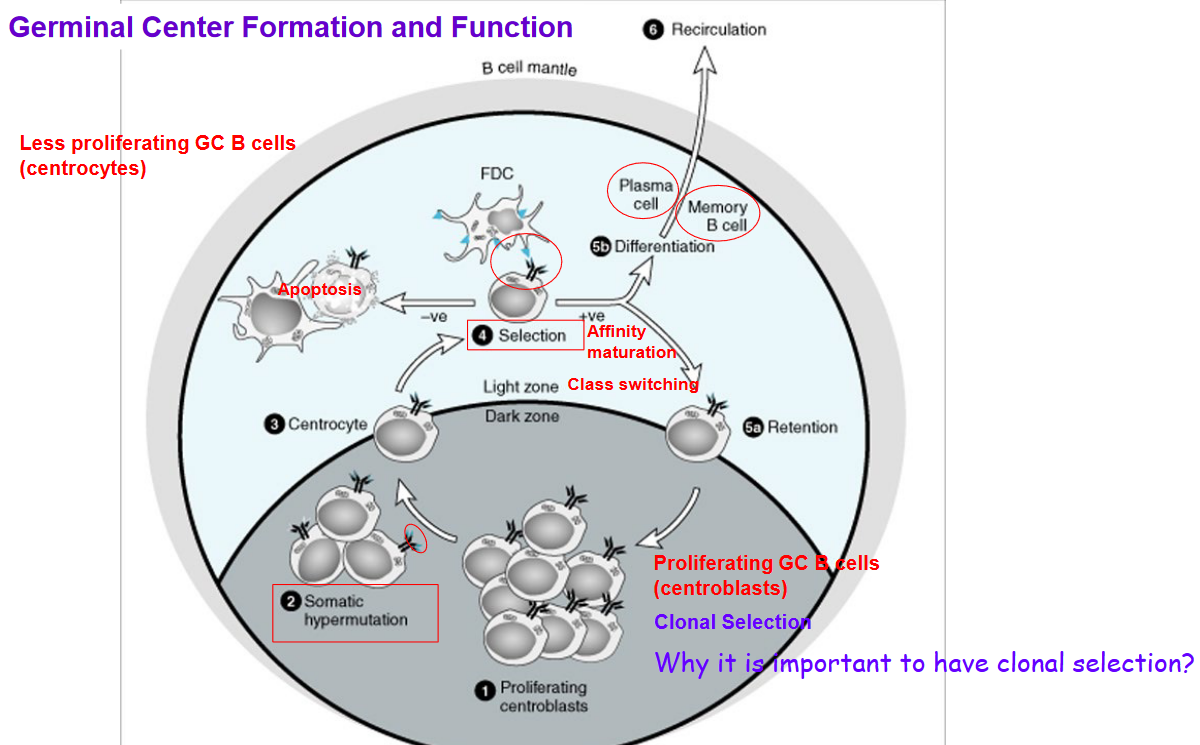 Germinal Center Formation and Function
6 Recirculation
B cell mantle
Less proliferating GC B cells
(centrocytes)
FDC
Plasma
cell
Memory
B cell
5b Differentiation
Apoptosis
–ve
+ve
4 Selection
Affinity
maturation
Light zone
Class switching
Dark zone
3 Centrocyte
5a Retention
Proliferating GC B cells
(centroblasts)
2 Somatic
hypermutation
Clonal Selection
Why it is important to have clonal selection?
1 Proliferating
centroblasts